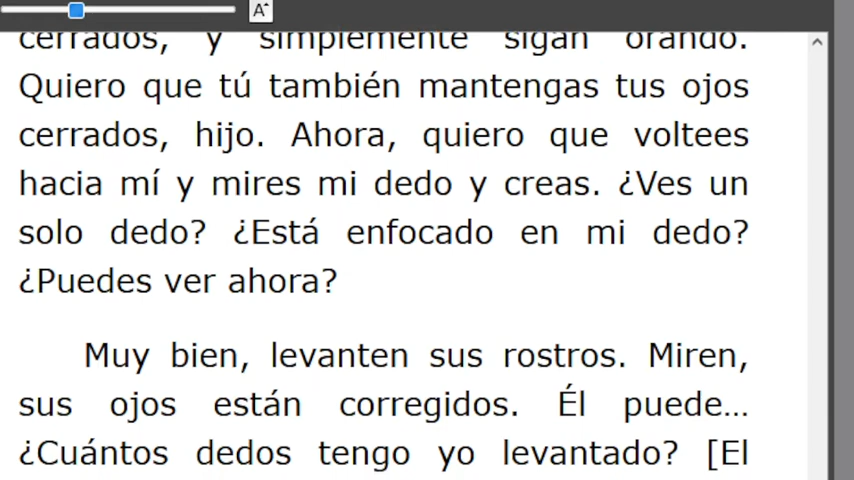 A
cerrados, y simplemente sigan orando.
Quiero que tú también mantengas tus ojos
cerrados, hijo. Ahora, quiero que voltees
hacia mí y mires mi dedo y creas. ¿Ves un
solo dedo? ¿Está enfocado en mi dedo?
¿Puedes ver ahora?
Muy bien, levanten sus rostros. Miren,
sus ojos están corregidos. Él puede...
¿Cuántos dedos tengo yo levantado? [El